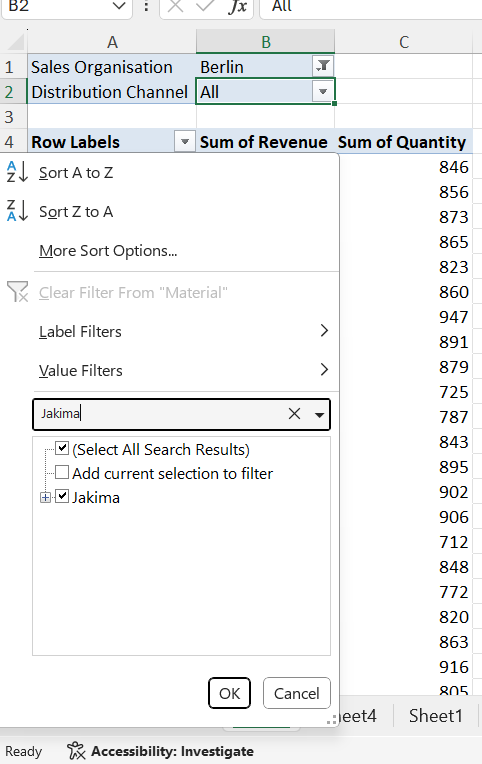 B2 fx All
A B C
1 Sales Organisation Berlin
2 Distribution Channel All
3
4 Row Labels Sum of Revenue Sum of Quantity
Sort A to Z
Sort Z to A
More Sort Options...
Clear Filter From "Material"
Label Filters
Value Filters
Jakima
(Select All Search Results)
Add current selection to filter
Jakima
OK Cancel
846
856
873
865
823
860
947
891
879
725
787
843
895
902
906
712
848
772
820
863
916
805
eet4 Sheet1
Ready Accessibility: Investigate